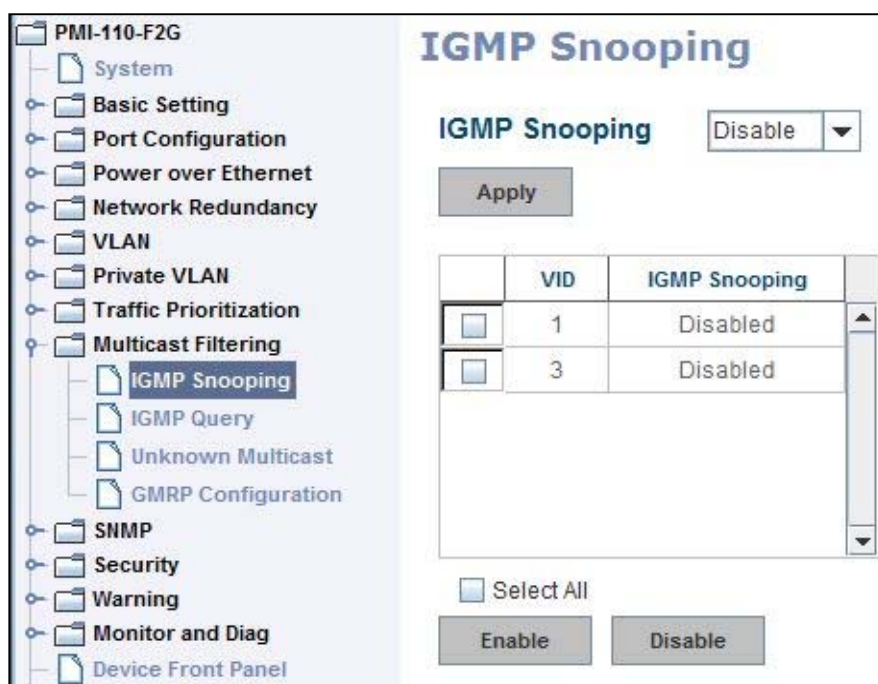 PMI-110-F2G
System
Basic Setting
Port Configuration
Power over Ethernet
Network Redundancy
VLAN
Private VLAN
Traffic Prioritization
Multicast Filtering
IGMP Snooping
IGMP Query
Unknown Multicast
GMRP Configuration
SNMP
Security
Warning
Monitor and Diag
Device Front Panel
IGMP Snooping
IGMP Snooping Disable
Apply
VID IGMP Snooping
1 Disabled
3 Disabled
Select All
Enable Disable